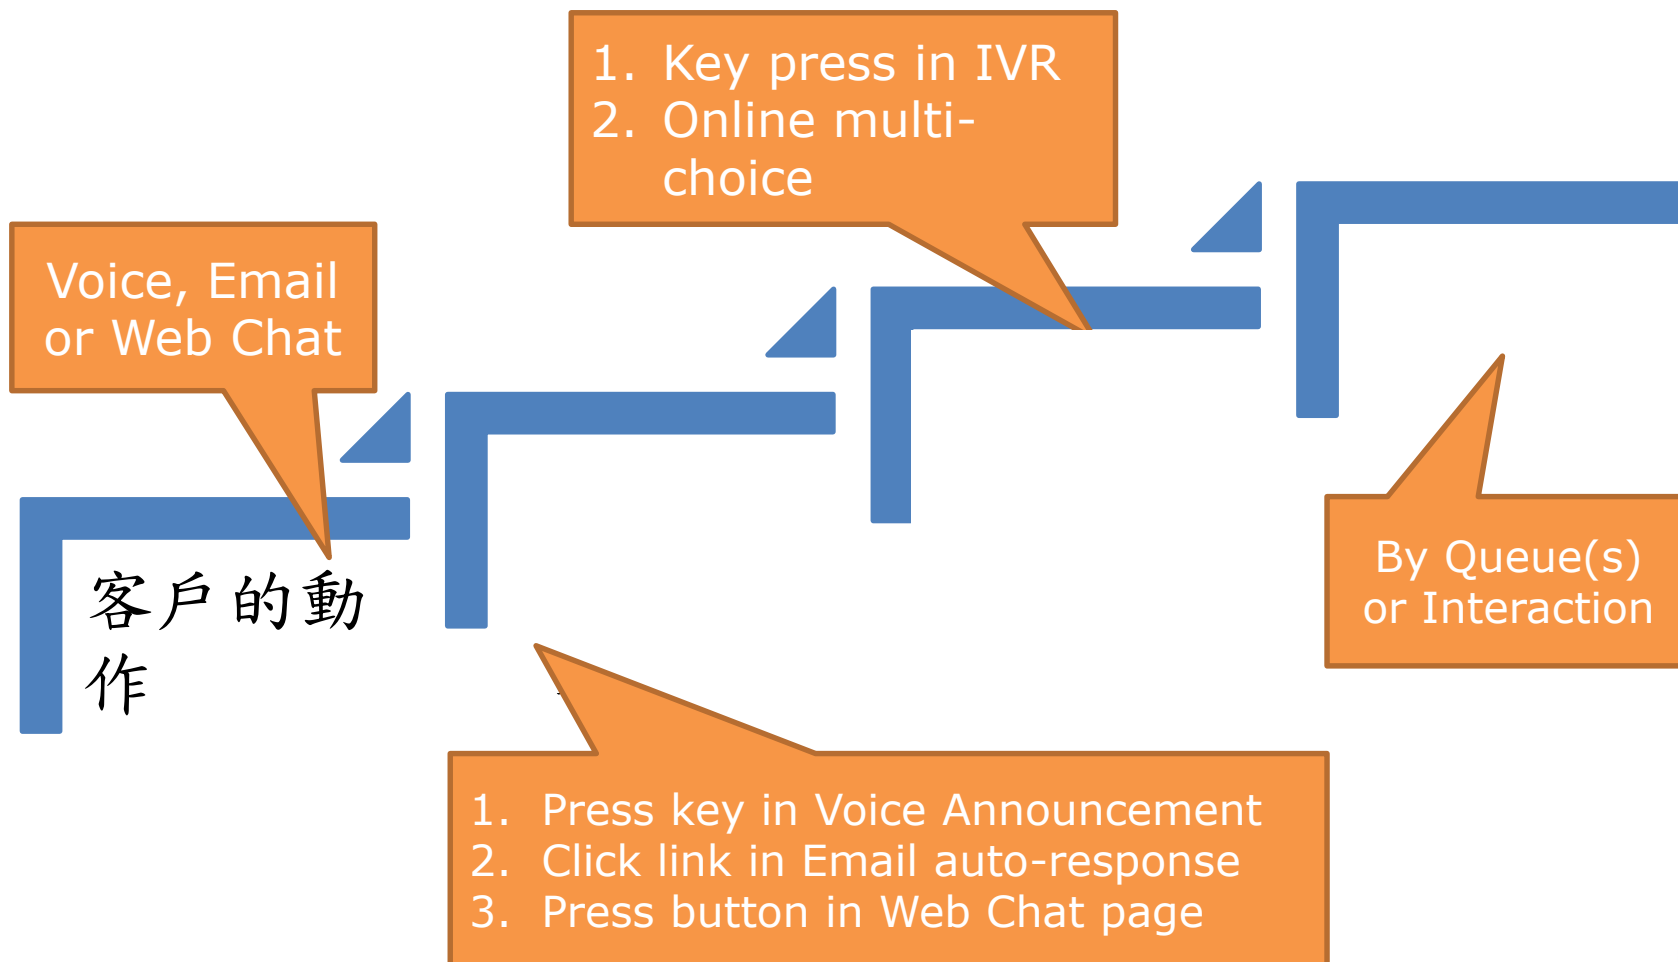 1. Key press in IVR
2. Online multi-
choice
Voice, Email
or Web Chat
客戶的動
作
By Queue(s)
or Interaction
1. Press key in Voice Announcement
2. Click link in Email auto-response
3. Press button in Web Chat page